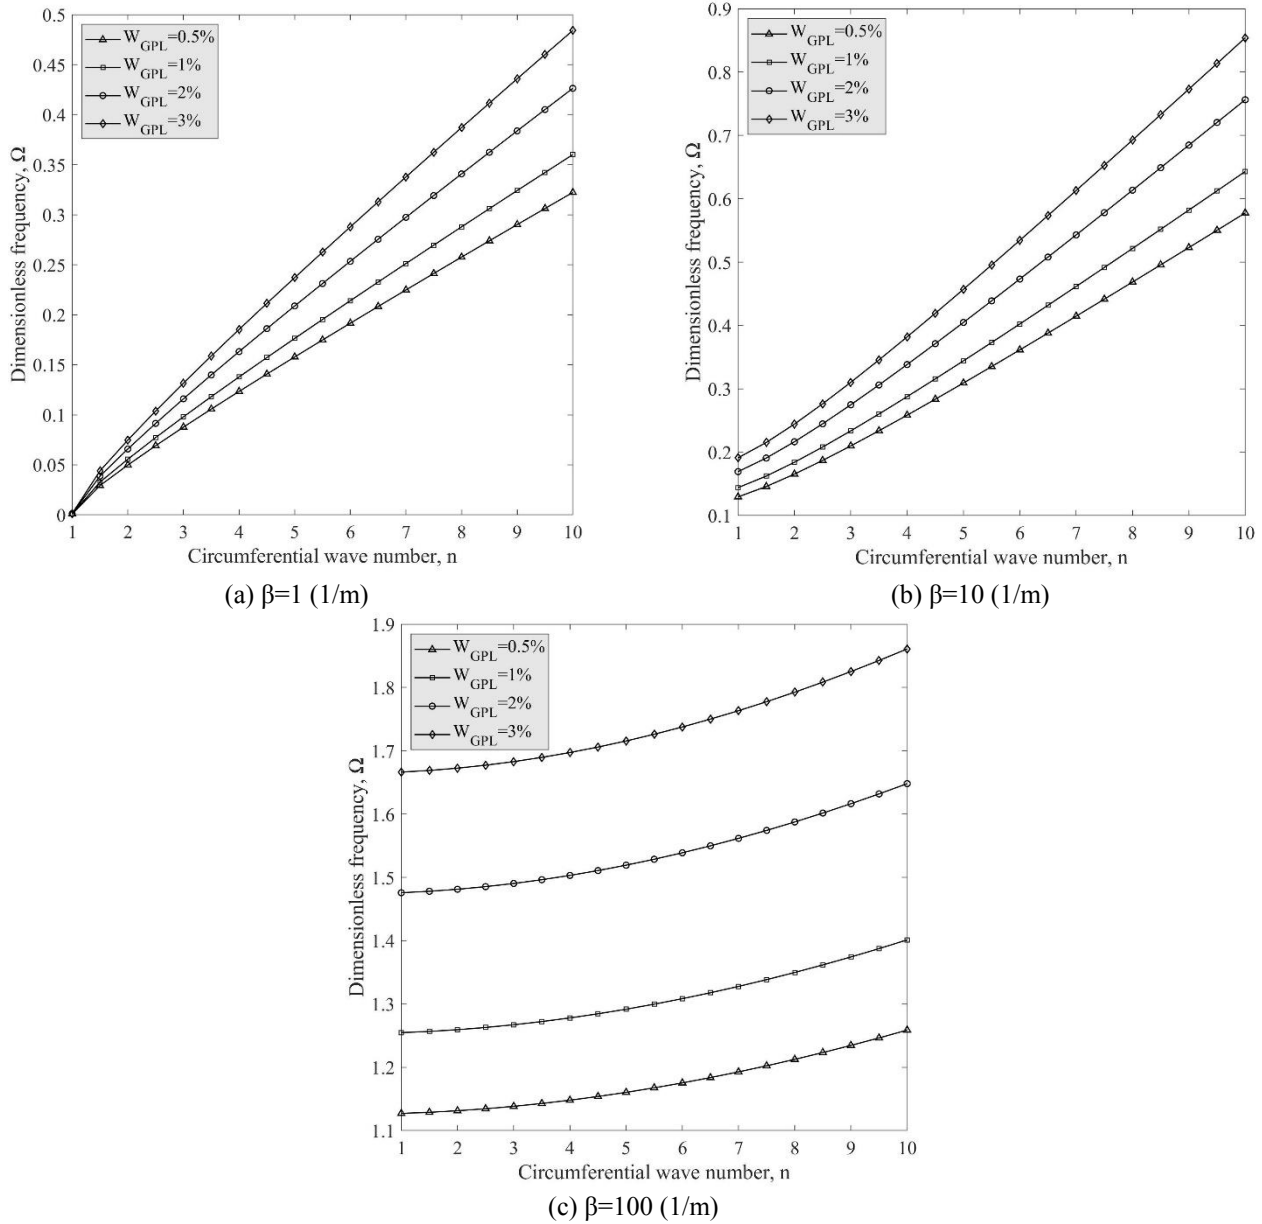 0.5
0.45
0.4
0.35
0.3
0.25
0.2
0.15
0.1
0.05
0
Dimensionless frequency, Ω
W_GPL=0.5%
W_GPL=1%
W_GPL=2%
W_GPL=3%
1 2 3 4 5 6 7 8 9 10
Circumferential wave number, n
(a) β=1 (1/m)
0.9
0.8
0.7
0.6
0.5
0.4
0.3
0.2
0.1
Dimensionless frequency, Ω
W_GPL=0.5%
W_GPL=1%
W_GPL=2%
W_GPL=3%
1 2 3 4 5 6 7 8 9 10
Circumferential wave number, n
(b) β=10 (1/m)
1.9
1.8
1.7
1.6
1.5
1.4
1.3
1.2
1.1
Dimensionless frequency, Ω
W_GPL=0.5%
W_GPL=1%
W_GPL=2%
W_GPL=3%
1 2 3 4 5 6 7 8 9 10
Circumferential wave number, n
(c) β=100 (1/m)